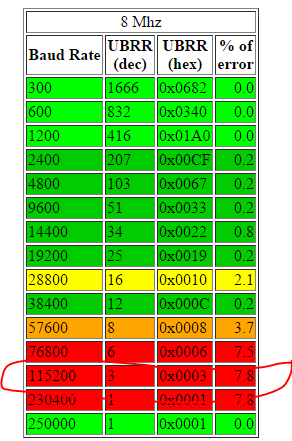 8 Mhz
Baud Rate UBRR (dec) UBRR (hex) % of error
300 1666 0x0682 0.0
600 832 0x0340 0.0
1200 416 0x01A0 0.0
2400 207 0x00CF 0.2
4800 103 0x0067 0.2
9600 51 0x0033 0.2
14400 34 0x0022 0.8
19200 25 0x0019 0.2
28800 16 0x0010 2.1
38400 12 0x000C 0.2
57600 8 0x0008 3.7
76800 6 0x0006 7.5
115200 3 0x0003 7.8
230400 1 0x0001 7.8
250000 1 0x0001 0.0